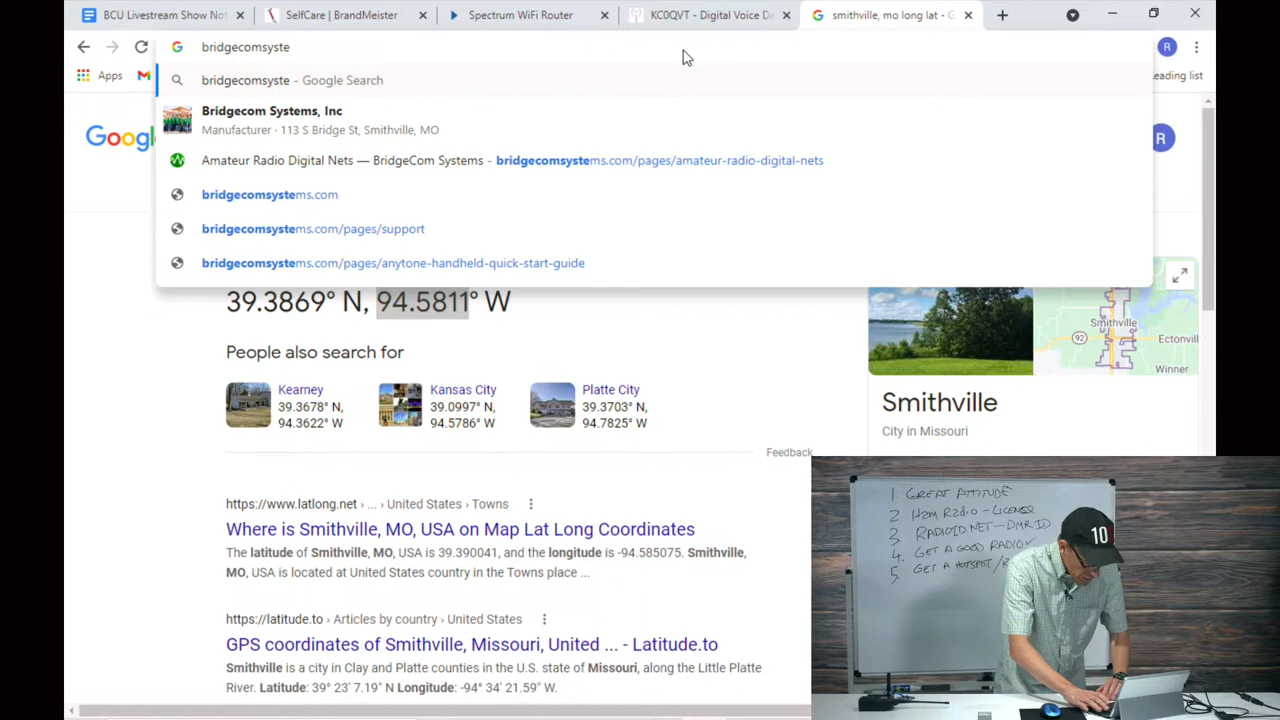 BCU Livestream Show Not
SelfCare | BrandMeister
Spectrum WiFi Router
KC0QVT - Digital Voice De
smithville, mo long lat - G
bridgecomsyste
R
Apps
eading list
bridgecomsyste - Google Search
Bridgecom Systems, Inc
Manufacturer · 113 S Bridge St, Smithville, MO
Amateur Radio Digital Nets — BridgeCom Systems - bridgecomsystems.com/pages/amateur-radio-digital-nets
bridgecomsystems.com
bridgecomsystems.com/pages/support
bridgecomsystems.com/pages/anytone-handheld-quick-start-guide
Googl
R
39.3869° N, 94.5811° W
People also search for
Kearney
39.3678° N,
94.3622° W
Kansas City
39.0997° N,
94.5786° W
Platte City
39.3703° N,
94.7825° W
Feedback
Smithville
92
Ectonville
Winner
Smithville
City in Missouri
https://www.latlong.net › ... › United States › Towns
Where is Smithville, MO, USA on Map Lat Long Coordinates
The latitude of Smithville, MO, USA is 39.390041, and the longitude is -94.585075. Smithville,
MO, USA is located at United States country in the Towns place ...
https://latitude.to › Articles by country › United States
GPS coordinates of Smithville, Missouri, United ... - Latitude.to
Smithville is a city in Clay and Platte counties in the U.S. state of Missouri, along the Little Platte
River. Latitude: 39° 23' 7.19" N Longitude: -94° 34' 21.59" W.
1. GREAT ATTITUDE
2 HAM RADIO - LICENSE
3. RADIOID.NET - DMR ID
4. GET A GOOD RADIO
5. GET A HOTSPOT/R
10